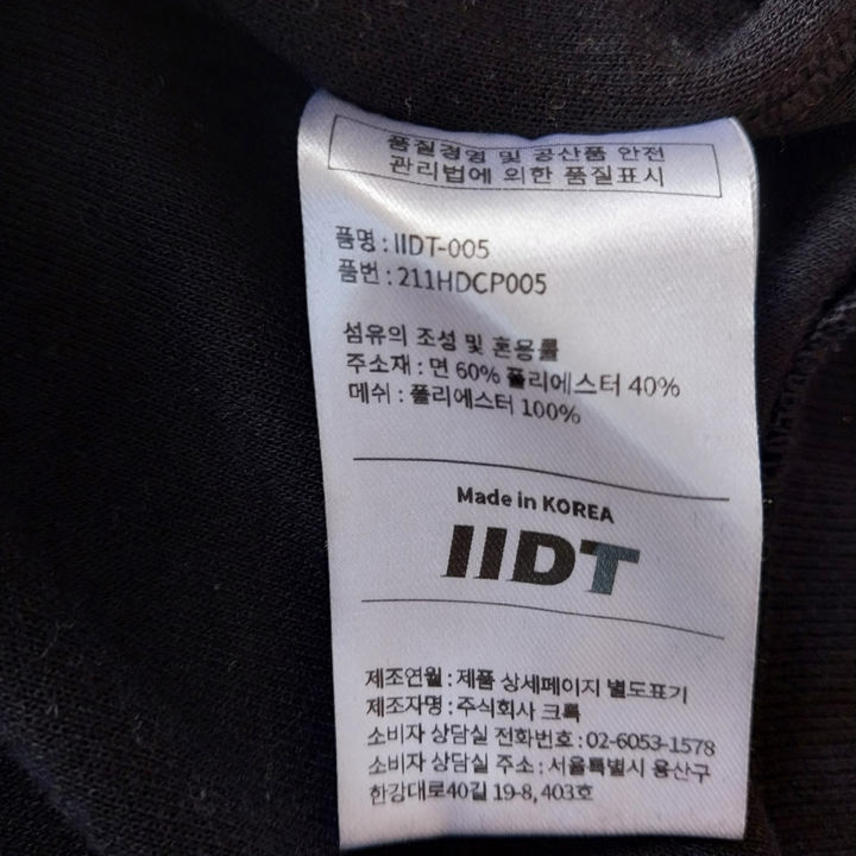 품질경영 및 공산품 안전
관리법에 의한 품질표시
품명 : IIDT-005
품번 : 211HDCP005
섬유의 조성 및 혼용률
주소재 : 면 60% 폴리에스터 40%
메쉬 : 폴리에스터 100%
Made in KOREA
IIDT
제조연월 : 제품 상세페이지 별도표기
제조자명 : 주식회사 크룩
소비자 상담실 전화번호 : 02-6053-1578
소비자 상담실 주소 : 서울특별시 용산구
한강대로40길 19-8, 403호